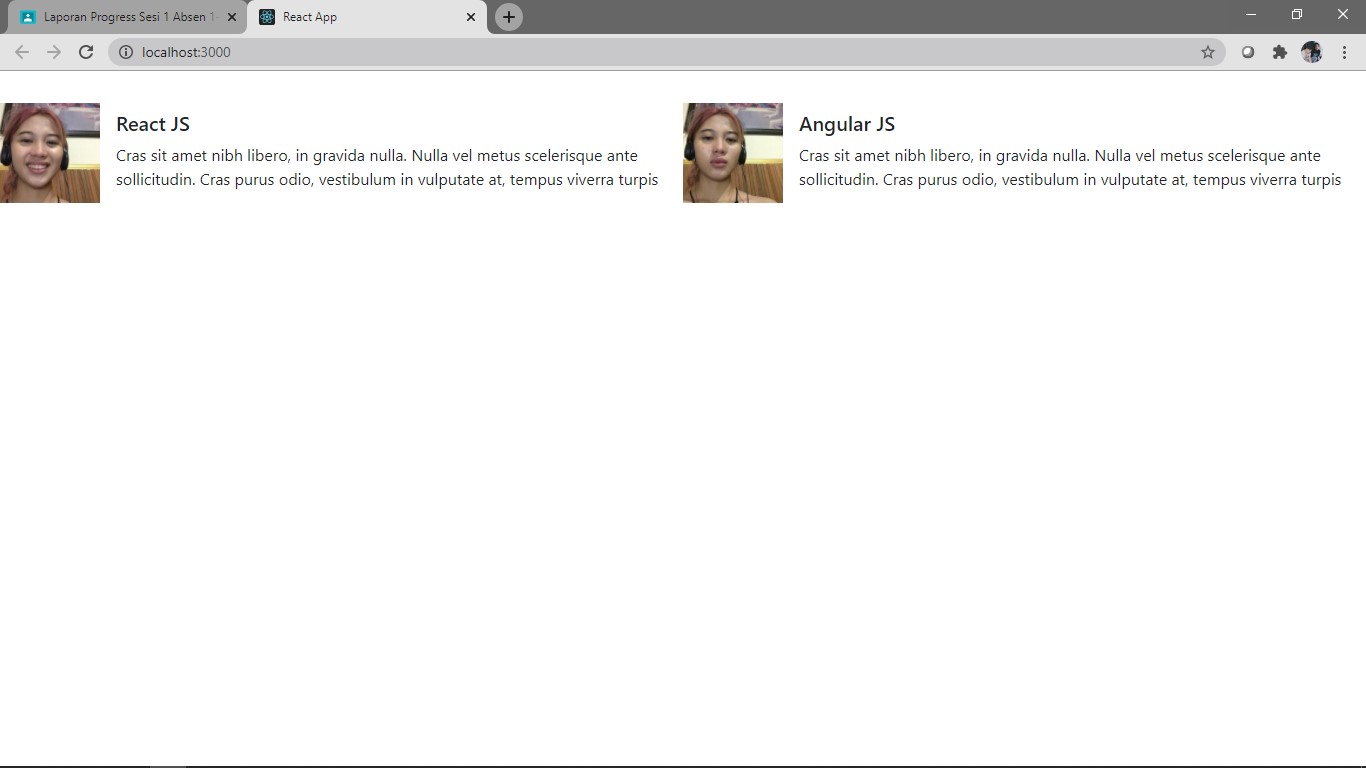 Laporan Progress Sesi 1 Absen 1-
React App
localhost:3000
React JS
Cras sit amet nibh libero, in gravida nulla. Nulla vel metus scelerisque ante
sollicitudin. Cras purus odio, vestibulum in vulputate at, tempus viverra turpis
Angular JS
Cras sit amet nibh libero, in gravida nulla. Nulla vel metus scelerisque ante
sollicitudin. Cras purus odio, vestibulum in vulputate at, tempus viverra turpis